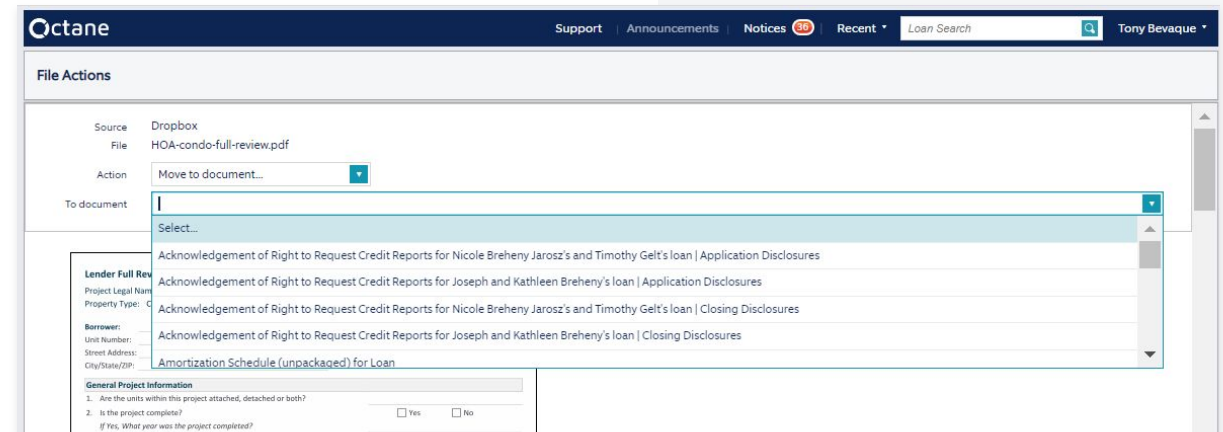 Octane Support | Announcements | Notices 36 | Recent Loan Search Tony Bevaque
File Actions
Source Dropbox
File HOA-condo-full-review.pdf
Action Move to document...
To document
Select...
Acknowledgement of Right to Request Credit Reports for Nicole Breheny Jarosz's and Timothy Gelt's loan | Application Disclosures
Acknowledgement of Right to Request Credit Reports for Joseph and Kathleen Breheny's loan | Application Disclosures
Acknowledgement of Right to Request Credit Reports for Nicole Breheny Jarosz's and Timothy Gelt's loan | Closing Disclosures
Acknowledgement of Right to Request Credit Reports for Joseph and Kathleen Breheny's loan | Closing Disclosures
Amortization Schedule (unpackaged) for Loan
Lender Full Rev
Project Legal Nam
Property Type: C
Borrower:
Unit Number:
Street Address:
City/State/ZIP:
General Project Information
1. Are the units within this project attached, detached or both?
2. Is the project complete? Yes No
If Yes, What year was the project completed?